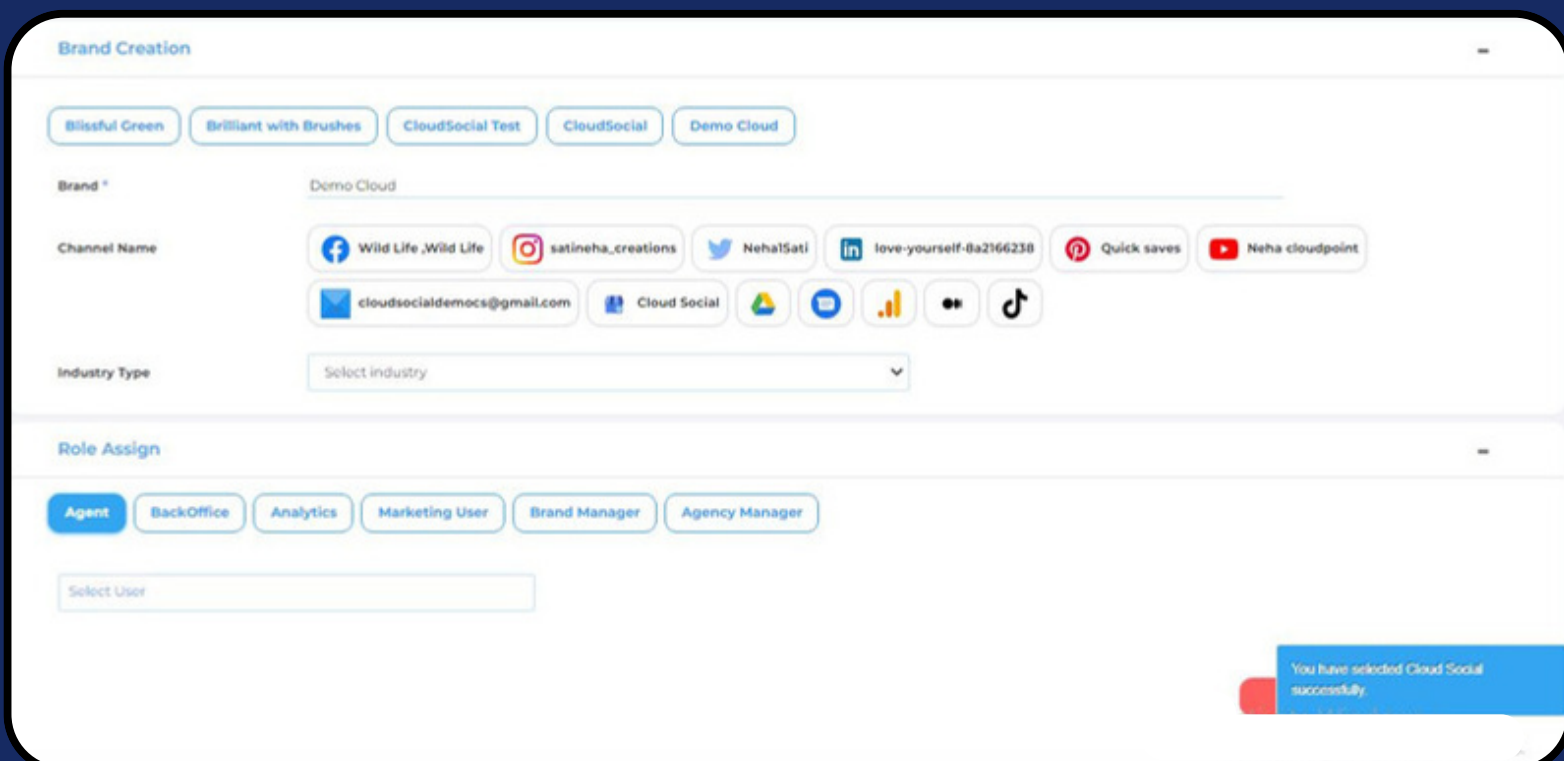 Brand Creation
Blissful Green Brilliant with Brushes CloudSocial Test CloudSocial Demo Cloud
Brand * Demo Cloud
Channel Name Wild Life ,Wild Life satineha_creations Neha1Sati love-yourself-8a2166238 Quick saves Neha cloudpoint
cloudsocialdemocs@gmail.com Cloud Social
Industry Type Select industry
Role Assign
Agent BackOffice Analytics Marketing User Brand Manager Agency Manager
Select User
You have selected Cloud Social
successfully.